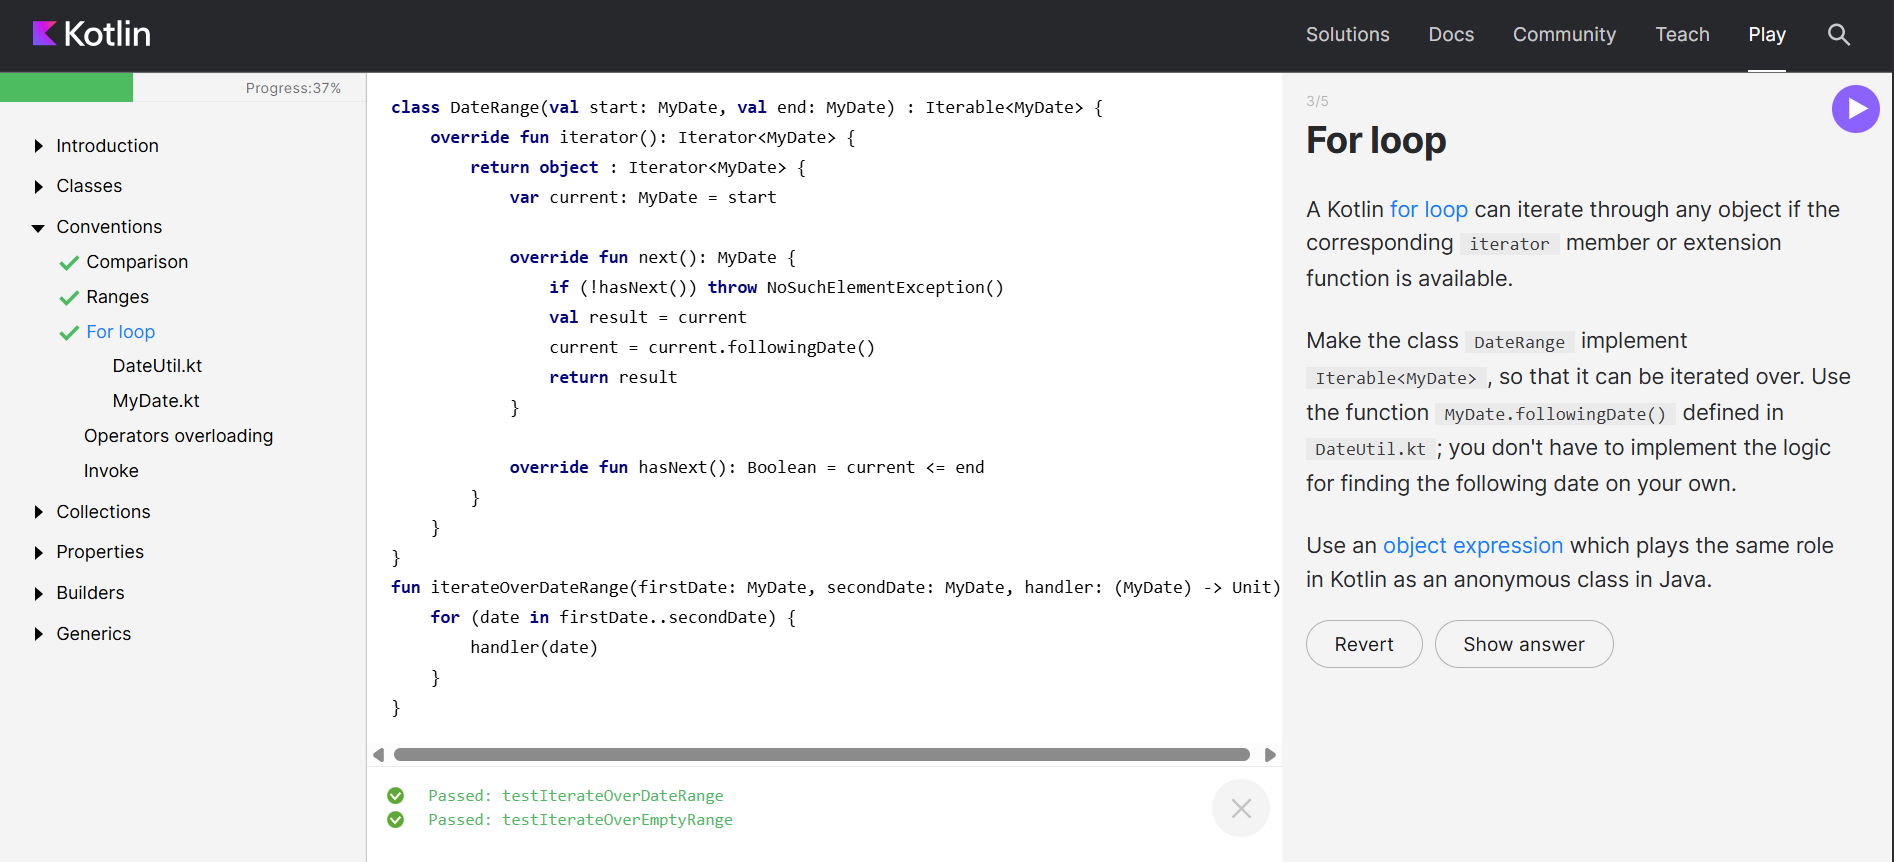 Kotlin
Solutions
Docs
Community
Teach
Play
Progress:37%
Introduction
Classes
Conventions
Comparison
Ranges
For loop
DateUtil.kt
MyDate.kt
Operators overloading
Invoke
Collections
Properties
Builders
Generics
class DateRange(val start: MyDate, val end: MyDate) : Iterable<MyDate> {
    override fun iterator(): Iterator<MyDate> {
        return object : Iterator<MyDate> {
            var current: MyDate = start

            override fun next(): MyDate {
                if (!hasNext()) throw NoSuchElementException()
                val result = current
                current = current.followingDate()
                return result
            }

            override fun hasNext(): Boolean = current <= end
        }
    }
}
fun iterateOverDateRange(firstDate: MyDate, secondDate: MyDate, handler: (MyDate) -> Unit)
    for (date in firstDate..secondDate) {
        handler(date)
    }
}
Passed: testIterateOverDateRange
Passed: testIterateOverEmptyRange
3/5
For loop
A Kotlin for loop can iterate through any object if the
corresponding iterator member or extension
function is available.
Make the class DateRange implement
Iterable<MyDate> , so that it can be iterated over. Use
the function MyDate.followingDate() defined in
DateUtil.kt ; you don't have to implement the logic
for finding the following date on your own.
Use an object expression which plays the same role
in Kotlin as an anonymous class in Java.
Revert
Show answer